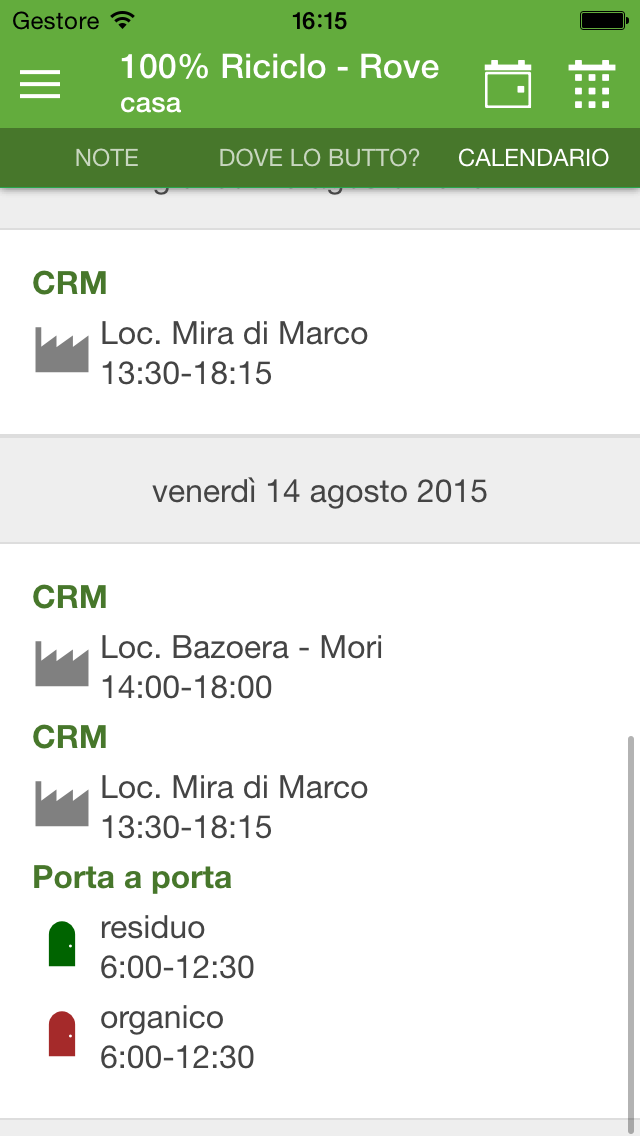 Gestore 16:15
100% Riciclo - Rove
casa
NOTE DOVE LO BUTTO? CALENDARIO
CRM
Loc. Mira di Marco
13:30-18:15
venerdì 14 agosto 2015
CRM
Loc. Bazoera - Mori
14:00-18:00
CRM
Loc. Mira di Marco
13:30-18:15
Porta a porta
residuo
6:00-12:30
organico
6:00-12:30